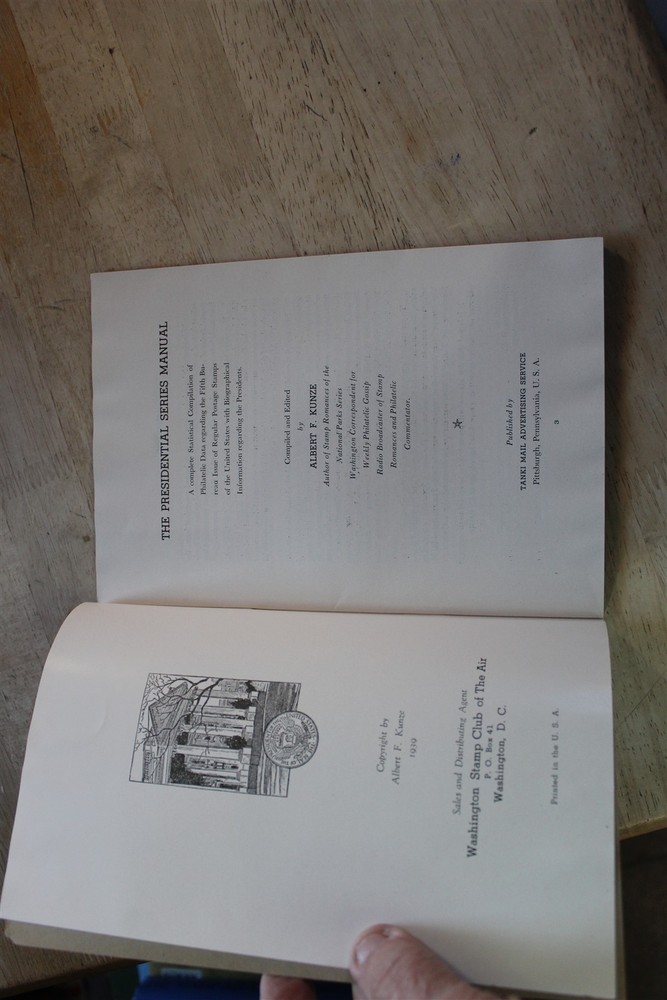 Copyright by
Albert F. Kunze
1939
Sales and Distributing Agent
Washington Stamp Club of The Air
P. O. Box 41
Washington, D. C.
Printed in the U. S. A.
THE PRESIDENTIAL SERIES MANUAL
A complete Statistical Compilation of
Philatelic Data regarding the Fifth Bu-
reau Issue of Regular Postage Stamps
of the United States with Biographical
Information regarding the Presidents.
Compiled and Edited
by
ALBERT F. KUNZE
Author of Stamp Romances of the
National Parks Series
Washington Correspondent for
Weekly Philatelic Gossip
Radio Broadcaster of Stamp
Romances and Philatelic
Commentator.
Published by
TANKI MAIL ADVERTISING SERVICE
Pittsburgh, Pennsylvania, U. S. A.
3